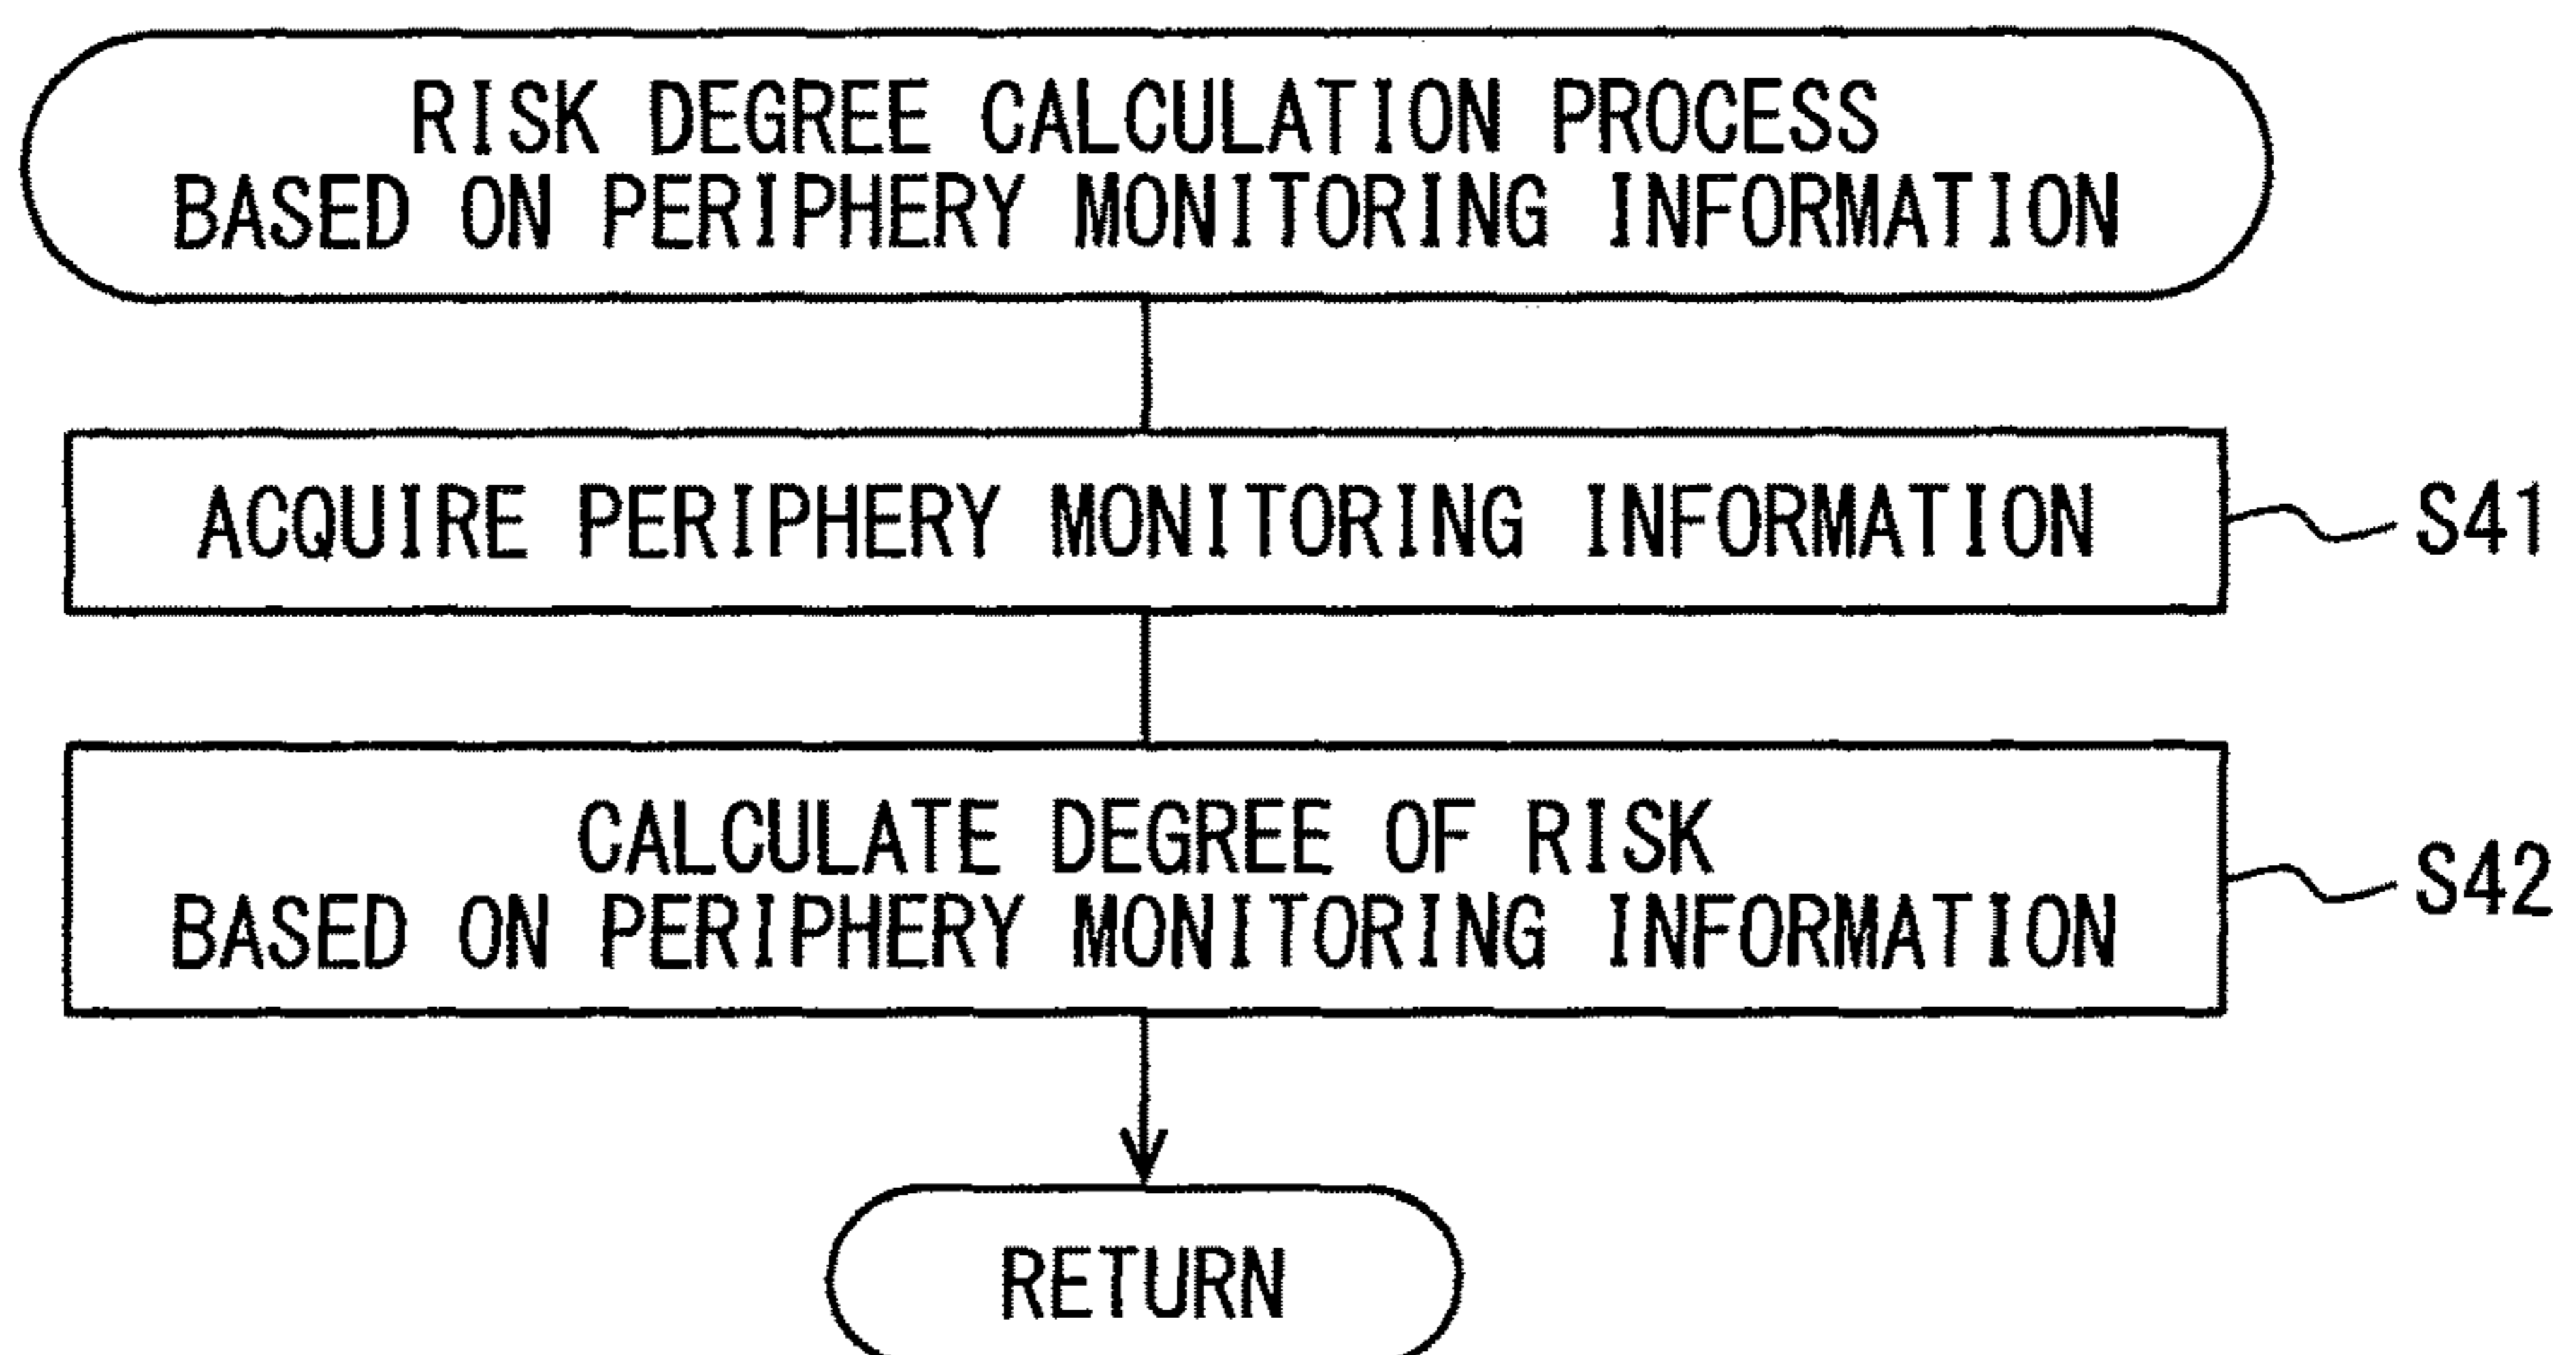 RISK DEGREE CALCULATION PROCESS
BASED ON PERIPHERY MONITORING INFORMATION
ACQUIRE PERIPHERY MONITORING INFORMATION
S41
CALCULATE DEGREE OF RISK
BASED ON PERIPHERY MONITORING INFORMATION
S42
RETURN